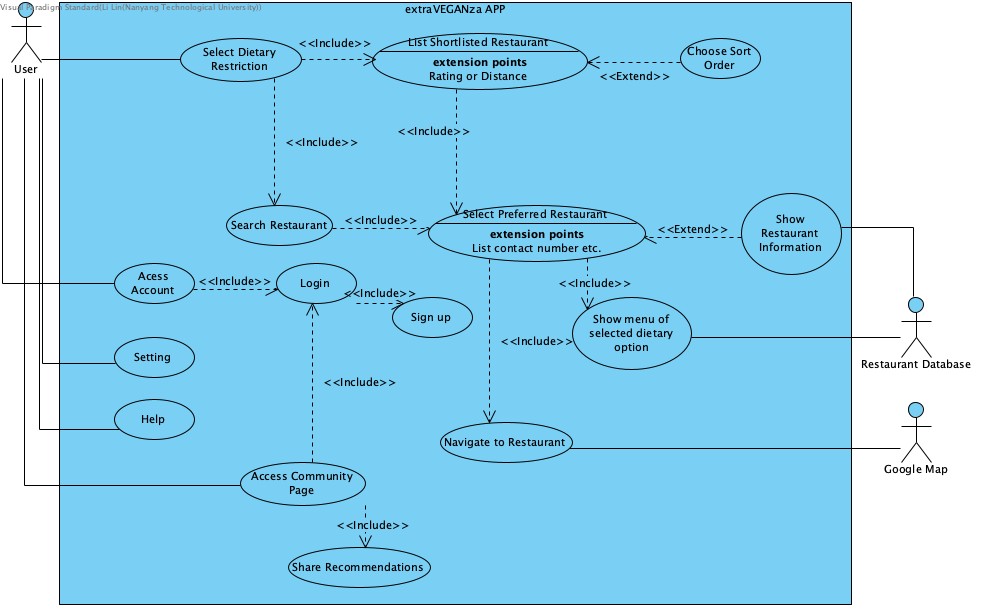 Visual Paradigm Standard(Li Lin(Nanyang Technological University))
extraVEGANza APP
User
Select Dietary
Restriction
<<Include>>
List Shortlisted Restaurant
extension points
Rating or Distance
<<Extend>>
Choose Sort
Order
<<Include>>
<<Include>>
Search Restaurant
<<Include>>
Select Preferred Restaurant
extension points
List contact number etc.
<<Extend>>
Show
Restaurant
Information
Acess
Account
<<Include>>
Login
<<Include>>
Sign up
<<Include>>
Show menu of
selected dietary
option
<<Include>>
Restaurant Database
Setting
<<Include>>
Help
Navigate to Restaurant
Google Map
Access Community
Page
<<Include>>
Share Recommendations